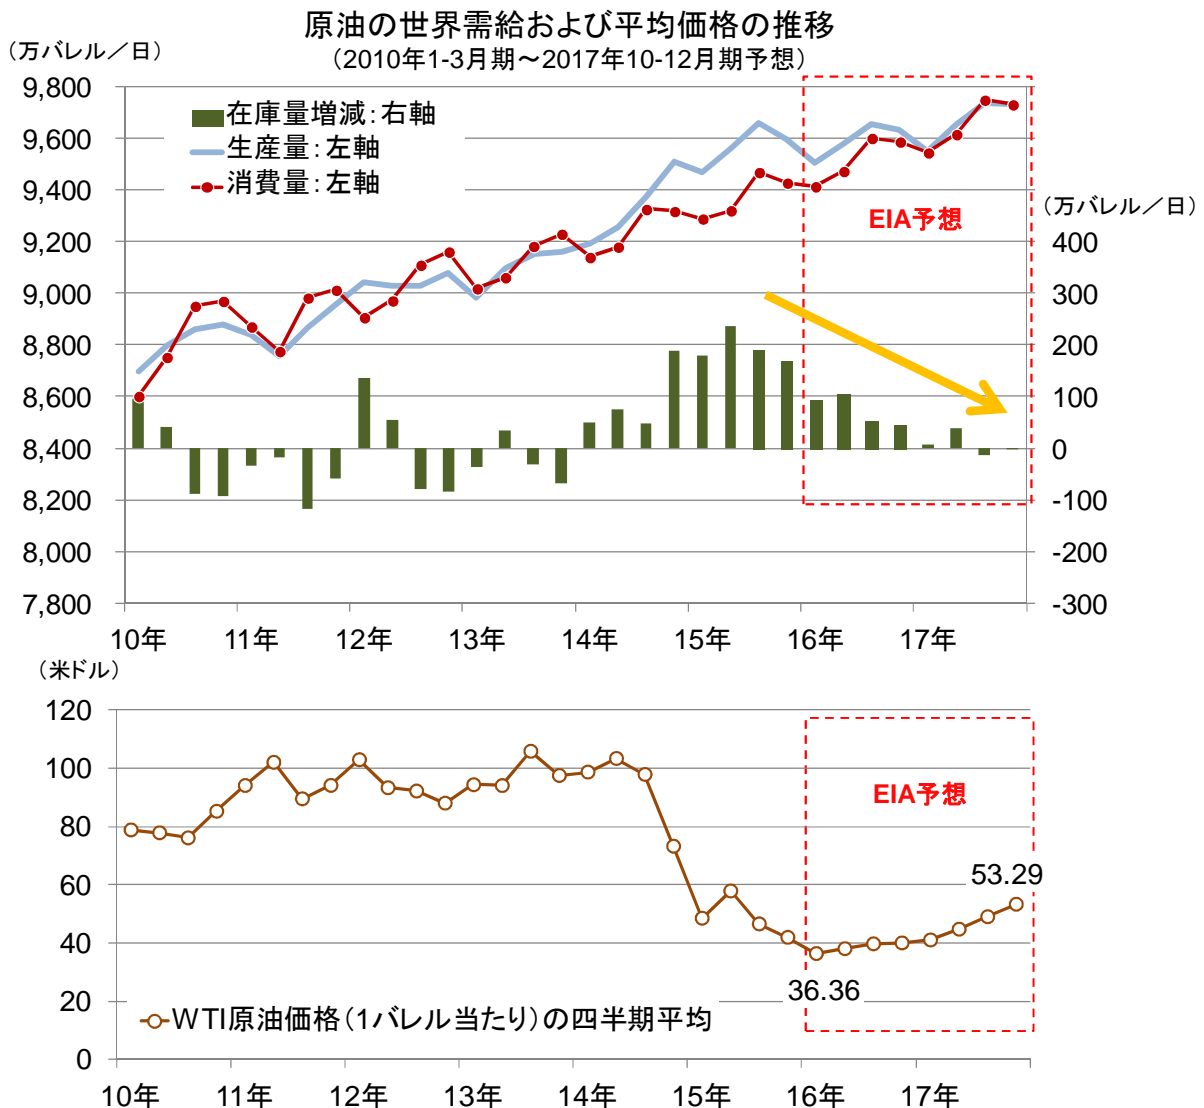 原油の世界需給および平均価格の推移
（2010年1-3月期～2017年10-12月期予想）
（万バレル／日）
9,800
9,600
9,400
9,200
9,000
8,800
8,600
8,400
8,200
8,000
7,800
在庫量増減：右軸
生産量：左軸
消費量：左軸
EIA予想
（万バレル／日）
400
300
200
100
0
-100
-200
-300
10年 11年 12年 13年 14年 15年 16年 17年
（米ドル）
120
100
80
60
40
20
0
EIA予想
53.29
36.36
WTI原油価格（1バレル当たり）の四半期平均
10年 11年 12年 13年 14年 15年 16年 17年